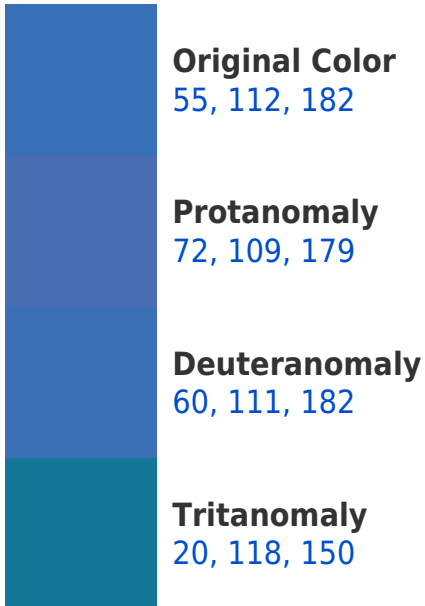 Original Color
55, 112, 182
Protanomaly
72, 109, 179
Deuteranomaly
60, 111, 182
Tritanomaly
20, 118, 150